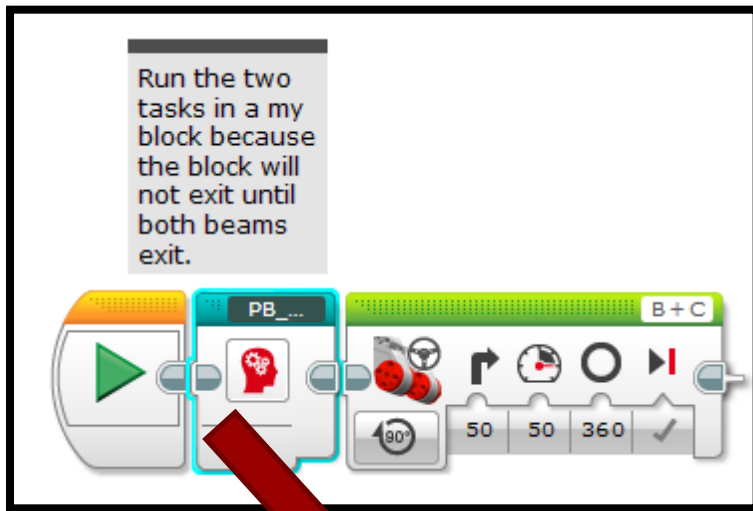 Run the two
tasks in a my
block because
the block will
not exit until
both beams
exit.
PB_... B+C
90°
50 50 360